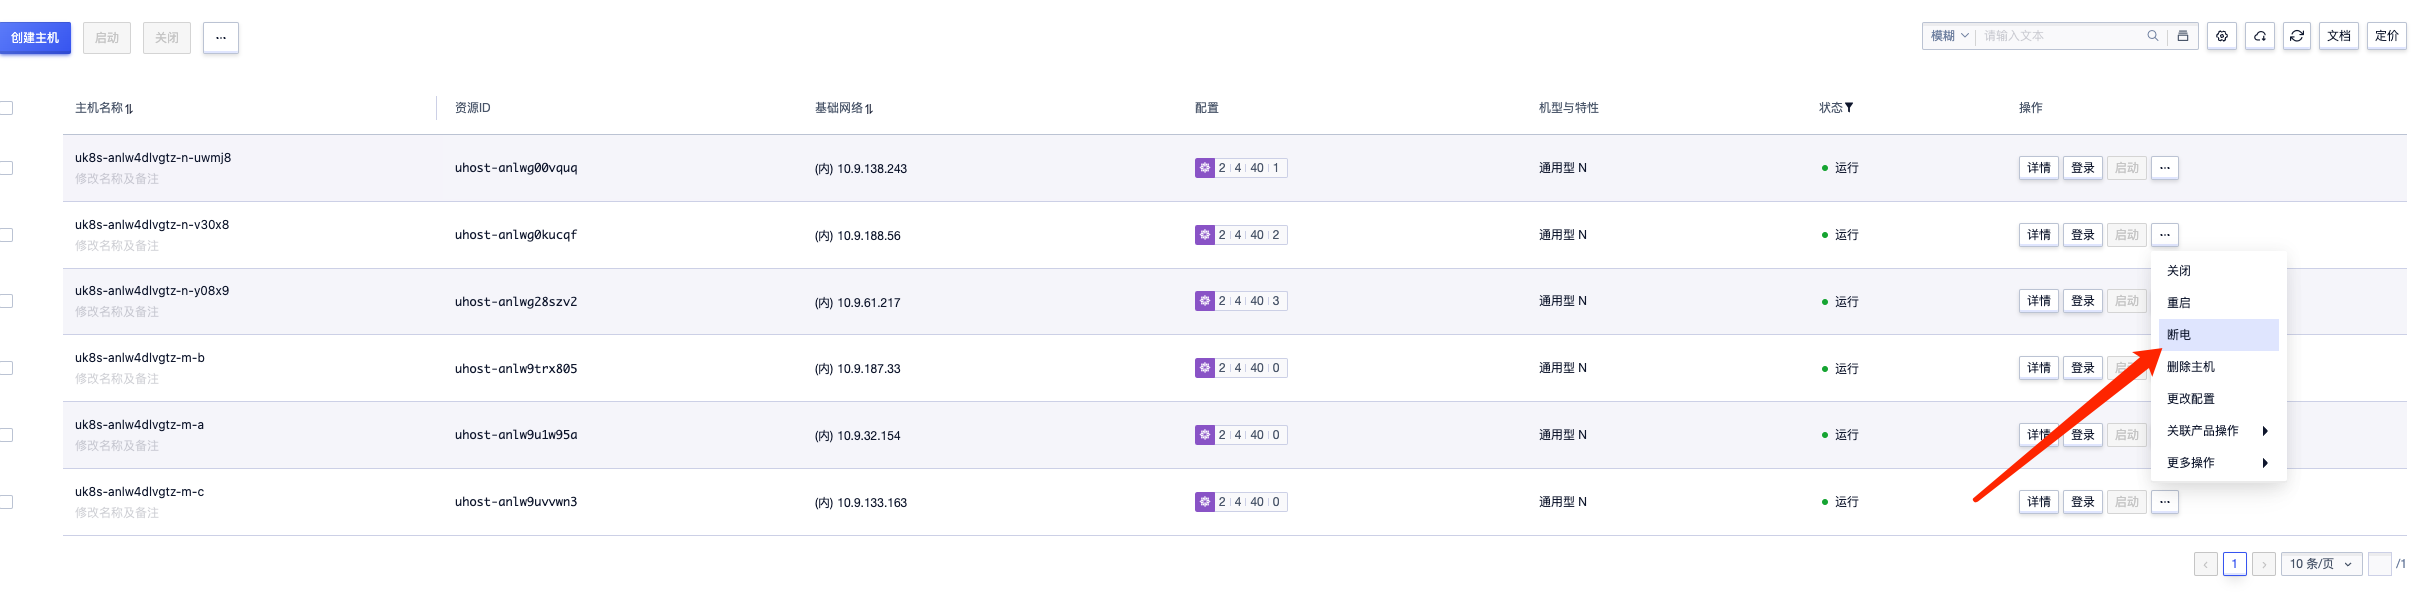 创建主机 启动 关闭 ... 模糊 请输入文本 文档 定价
主机名称 资源ID 基础网络 配置 机型与特性 状态 操作
uk8s-anlw4dlvgtz-n-uwmj8
修改名称及备注
uhost-anlwg00vquq (内) 10.9.138.243 2 4 40 1 通用型 N 运行 详情 登录 启动 ...
uk8s-anlw4dlvgtz-n-v30x8
修改名称及备注
uhost-anlwg0kucqf (内) 10.9.188.56 2 4 40 2 通用型 N 运行 详情 登录 启动 ...
uk8s-anlw4dlvgtz-n-y08x9
修改名称及备注
uhost-anlwg28szv2 (内) 10.9.61.217 2 4 40 3 通用型 N 运行 详情 登录 启动
uk8s-anlw4dlvgtz-m-b
修改名称及备注
uhost-anlw9trx805 (内) 10.9.187.33 2 4 40 0 通用型 N 运行 详情 登录
uk8s-anlw4dlvgtz-m-a
修改名称及备注
uhost-anlw9u1w95a (内) 10.9.32.154 2 4 40 0 通用型 N 运行 详情 登录 启动
uk8s-anlw4dlvgtz-m-c
修改名称及备注
uhost-anlw9uvvwn3 (内) 10.9.133.163 2 4 40 0 通用型 N 运行 详情 登录 启动 ...
关闭
重启
断电
删除主机
更改配置
关联产品操作
更多操作
1 10 条/页 /1